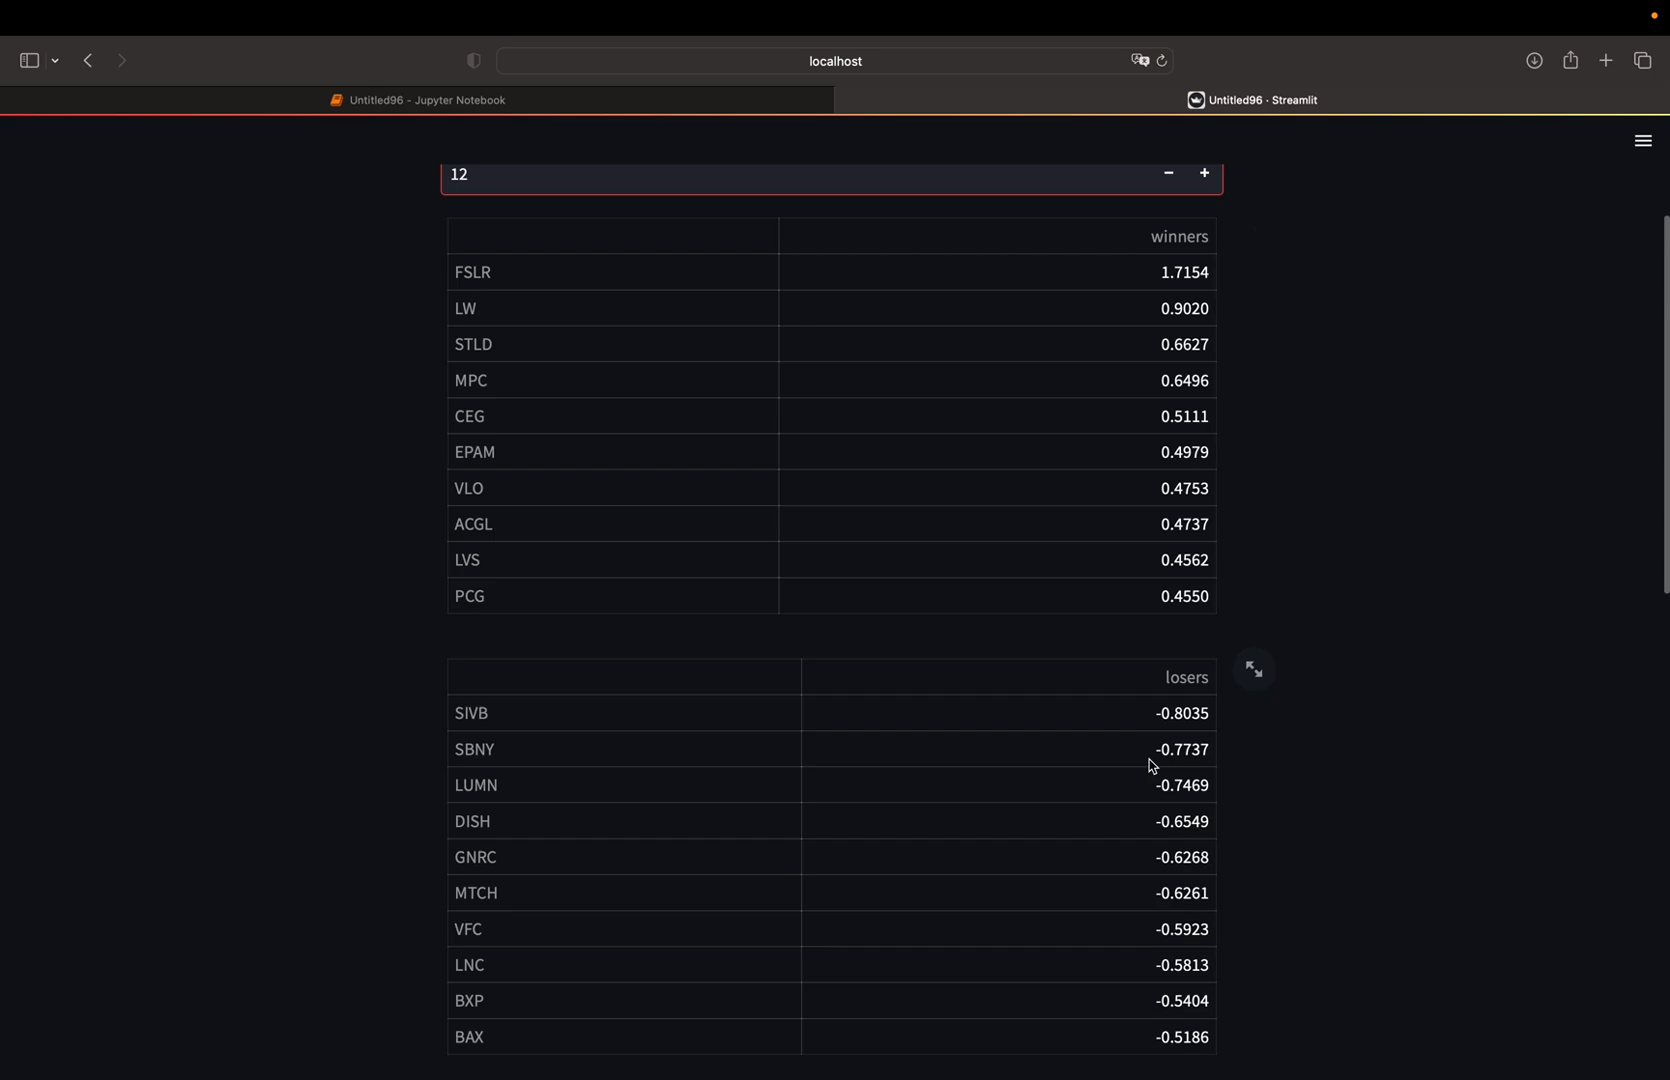 localhost
Untitled96 - Jupyter Notebook
Untitled96 · Streamlit
12 − +
winners
FSLR 1.7154
LW 0.9020
STLD 0.6627
MPC 0.6496
CEG 0.5111
EPAM 0.4979
VLO 0.4753
ACGL 0.4737
LVS 0.4562
PCG 0.4550
losers
SIVB -0.8035
SBNY -0.7737
LUMN -0.7469
DISH -0.6549
GNRC -0.6268
MTCH -0.6261
VFC -0.5923
LNC -0.5813
BXP -0.5404
BAX -0.5186